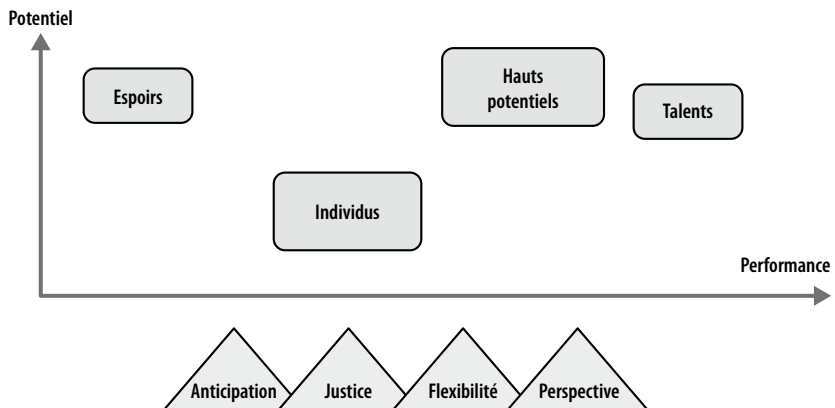 Potentiel
Espoirs
Hauts
potentiels
Talents
Individus
Performance
Anticipation
Justice
Flexibilité
Perspective